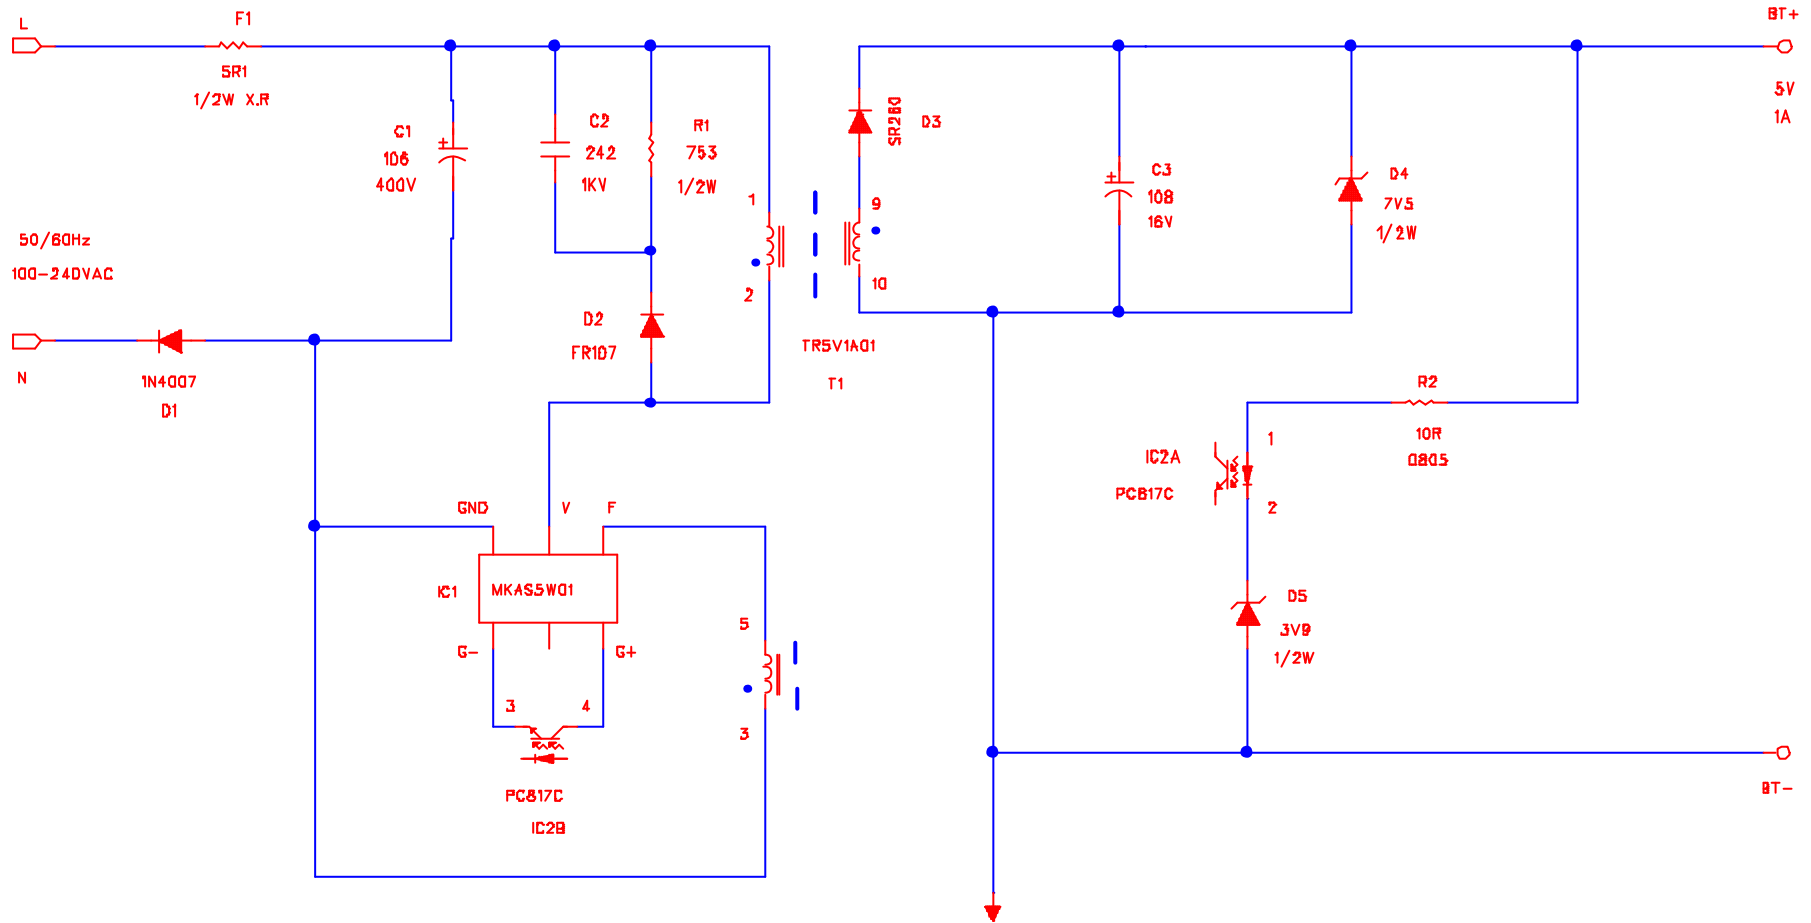 L
F1
5R1
1/2W X.R
C1
106
400V
C2
242
1KV
R1
753
1/2W
1
2
50/60Hz
100-240VAC
N
1N4007
D1
D2
FR107
SR260
D3
9
10
TR5V1A01
T1
C3
108
16V
D4
7V5
1/2W
BT+
5V
1A
R2
10R
0805
IC2A
PC817C
1
2
D5
3V9
1/2W
BT-
GND
V
F
IC1
MKAS5W01
G-
G+
3
4
PC817C
IC2B
5
3